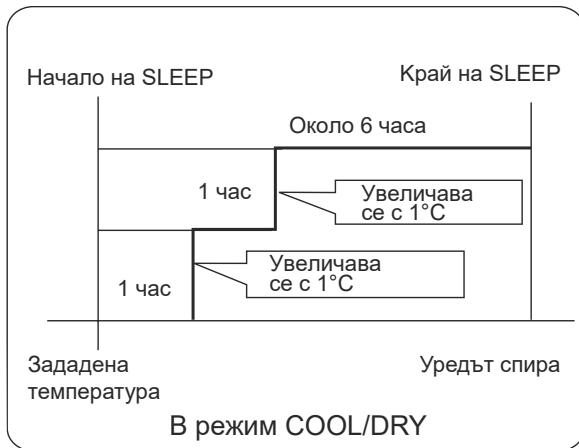 Начало на SLEEP
Край на SLEEP
Около 6 часа
1 час
Увеличава
се с 1°C
1 час
Увеличава
се с 1°C
Зададена
температура
Уредът спира
В режим COOL/DRY